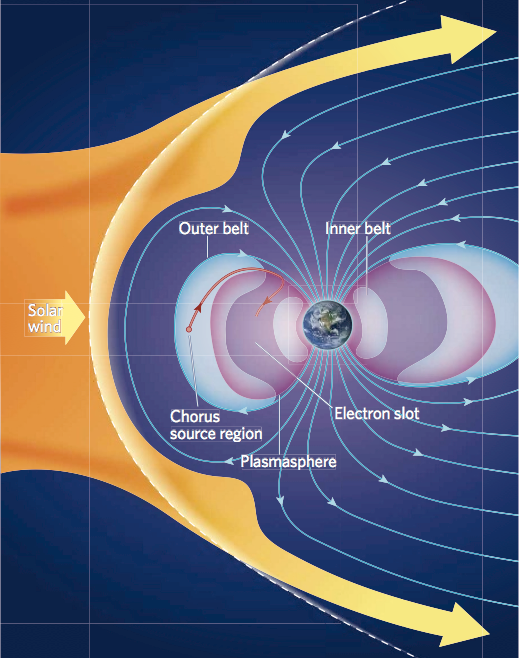 Outer belt
Inner belt
Solar
wind
Chorus
source region
Electron slot
Plasmasphere